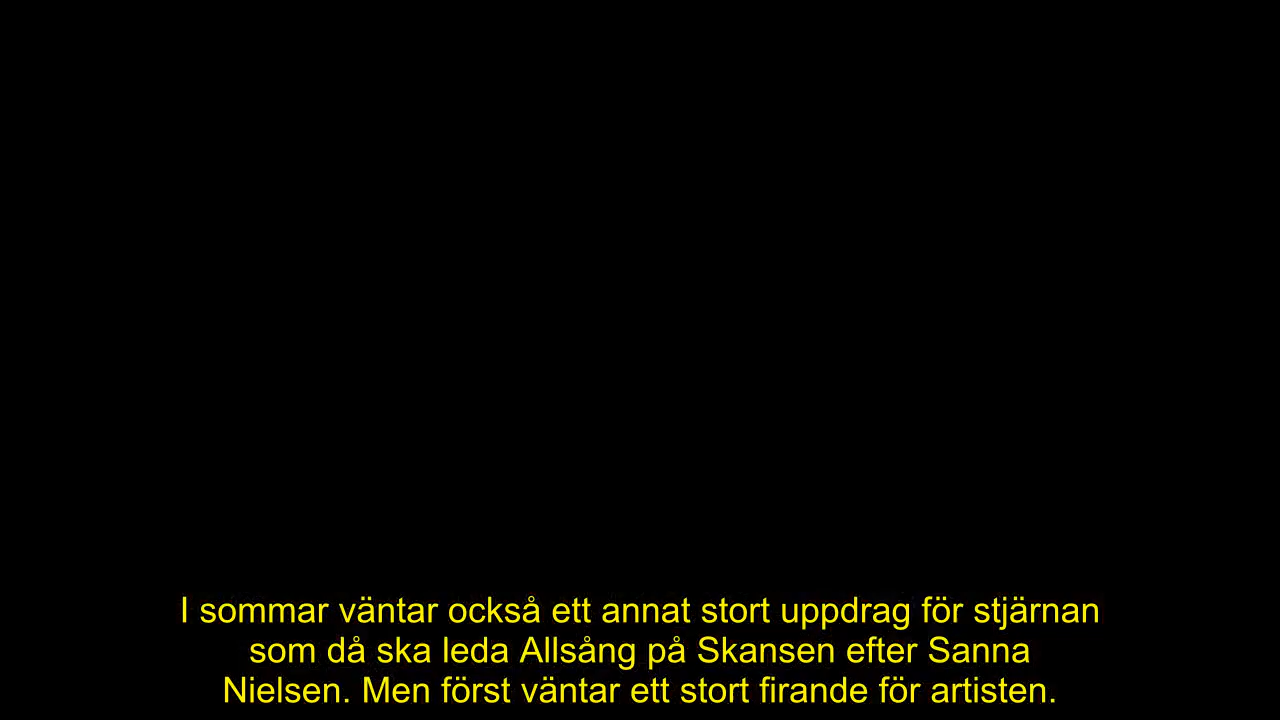 I sommar väntar också ett annat stort uppdrag för stjärnan
som då ska leda Allsång på Skansen efter Sanna
Nielsen. Men först väntar ett stort firande för artisten.